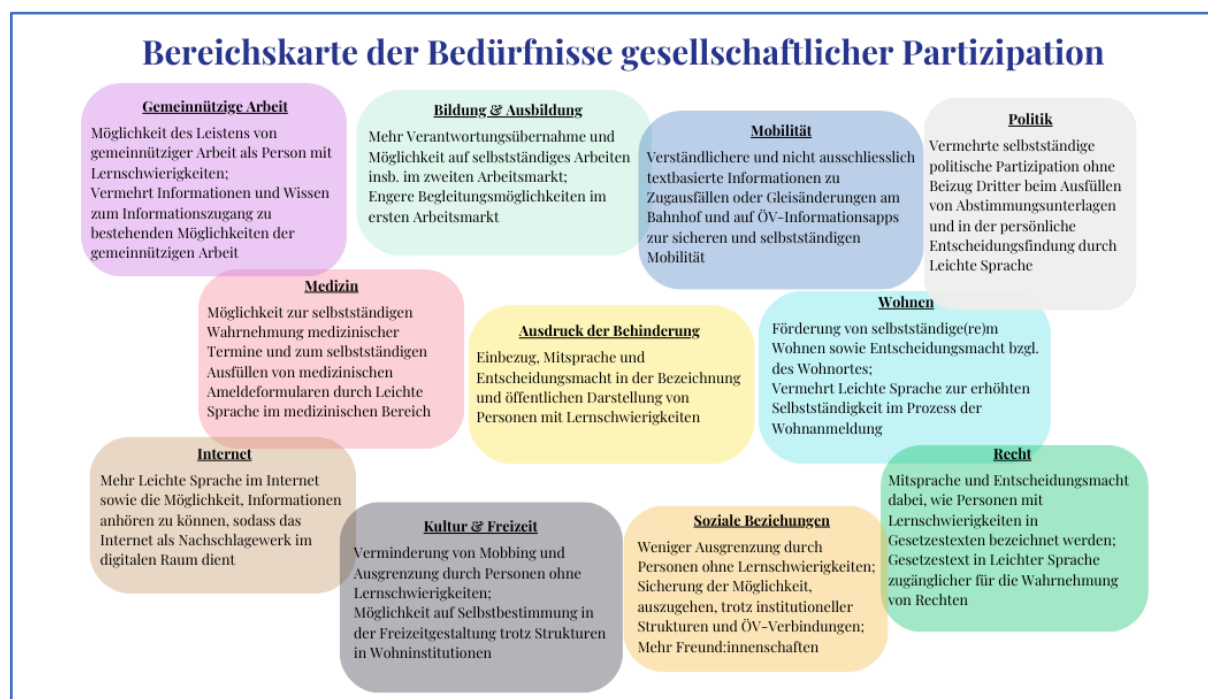 Bereichskarte der Bedürfnisse gesellschaftlicher Partizipation
Gemeinnützige Arbeit
Möglichkeit des Leistens von
gemeinnütziger Arbeit als Person mit
Lernschwierigkeiten;
Vermehrt Informationen und Wissen
zum Informationszugang zu
bestehenden Möglichkeiten der
gemeinnützigen Arbeit
Bildung & Ausbildung
Mehr Verantwortungsübernahme und
Möglichkeit auf selbstständiges Arbeiten
insb. im zweiten Arbeitsmarkt;
Engere Begleitungsmöglichkeiten im
ersten Arbeitsmarkt
Mobilität
Verständlichere und nicht ausschliesslich
textbasierte Informationen zu
Zugausfällen oder Gleisänderungen am
Bahnhof und auf ÖV-Informationsapps
zur sicheren und selbstständigen
Mobilität
Politik
Vermehrte selbstständige
politische Partizipation ohne
Beizug Dritter beim Ausfüllen
von Abstimmungsunterlagen
und in der persönliche
Entscheidungsfindung durch
Leichte Sprache
Medizin
Möglichkeit zur selbstständigen
Wahrnehmung medizinischer
Termine und zum selbstständigen
Ausfüllen von medizinischen
Ameldeformularen durch Leichte
Sprache im medizinischen Bereich
Ausdruck der Behinderung
Einbezug, Mitsprache und
Entscheidungsmacht in der Bezeichnung
und öffentlichen Darstellung von
Personen mit Lernschwierigkeiten
Wohnen
Förderung von selbstständige(re)m
Wohnen sowie Entscheidungsmacht bzgl.
des Wohnortes;
Vermehrt Leichte Sprache zur erhöhten
Selbstständigkeit im Prozess der
Wohnanmeldung
Internet
Mehr Leichte Sprache im Internet
sowie die Möglichkeit, Informationen
anhören zu können, sodass das
Internet als Nachschlagewerk im
digitalen Raum dient
Kultur & Freizeit
Verminderung von Mobbing und
Ausgrenzung durch Personen ohne
Lernschwierigkeiten;
Möglichkeit auf Selbstbestimmung in
der Freizeitgestaltung trotz Strukturen
in Wohninstitutionen
Soziale Beziehungen
Weniger Ausgrenzung durch
Personen ohne Lernschwierigkeiten;
Sicherung der Möglichkeit,
auszugehen, trotz institutioneller
Strukturen und ÖV-Verbindungen;
Mehr Freund:innenschaften
Recht
Mitsprache und Entscheidungsmacht
dabei, wie Personen mit
Lernschwierigkeiten in
Gesetzestexten bezeichnet werden;
Gesetzestext in Leichter Sprache
zugänglicher für die Wahrnehmung
von Rechten